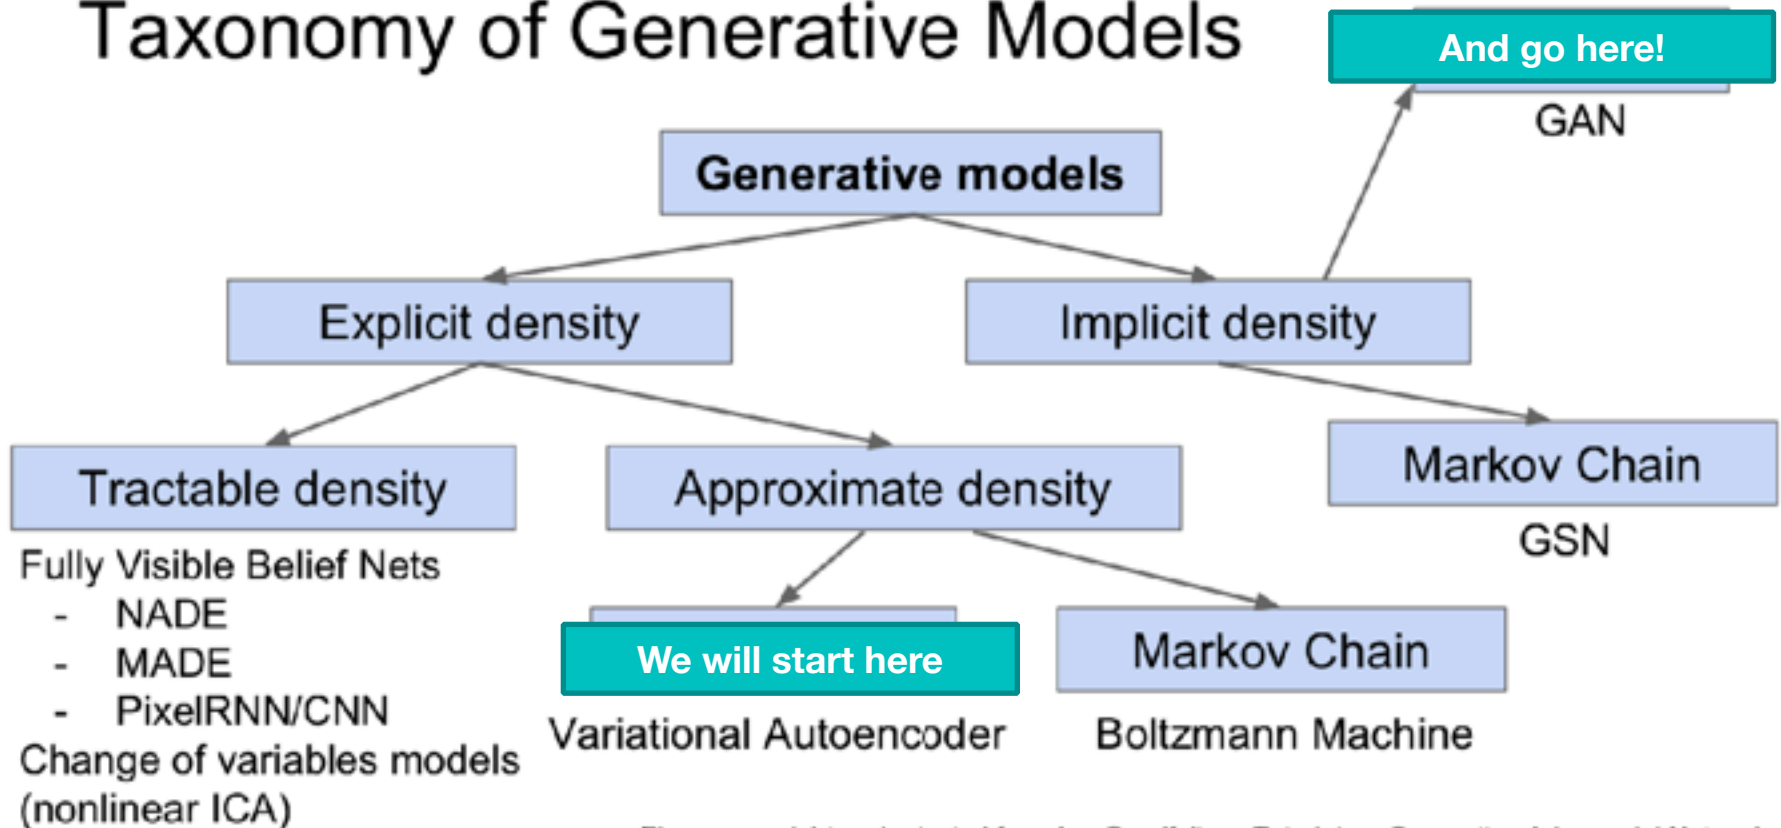 Taxonomy of Generative Models
And go here!
GAN
Generative models
Explicit density
Implicit density
Tractable density
Approximate density
Markov Chain
GSN
Fully Visible Belief Nets
- NADE
- MADE
- PixelRNN/CNN
Change of variables models
(nonlinear ICA)
We will start here
Variational Autoencoder
Markov Chain
Boltzmann Machine